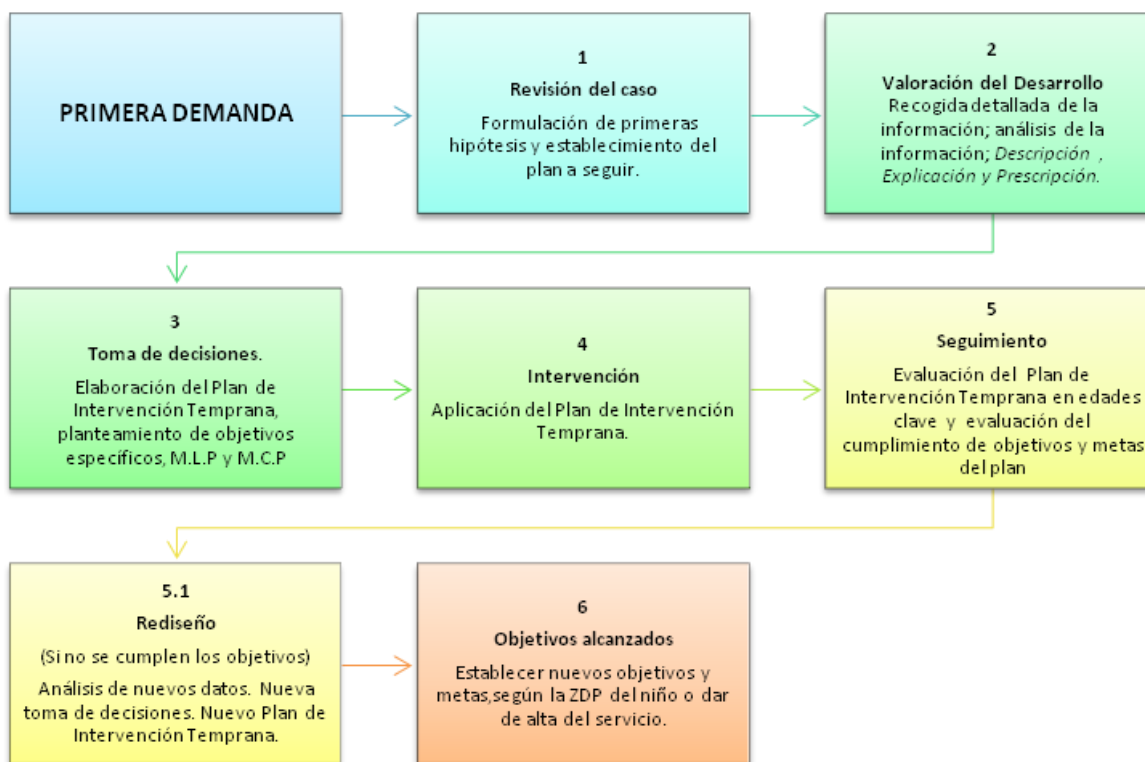 PRIMERA DEMANDA
1
Revisión del caso
Formulación de primeras
hipótesis y establecimiento del
plan a seguir.
2
Valoración del Desarrollo
Recogida detallada de la
información; análisis de la
información; Descripción ,
Explicación y Prescripción.
3
Toma de decisiones.
Elaboración del Plan de
Intervención Temprana,
planteamiento de objetivos
específicos, M.L.P y M.C.P
4
Intervención
Aplicación del Plan de Intervención
Temprana.
5
Seguimiento
Evaluación del Plan de
Intervención Temprana en edades
clave y evaluación del
cumplimiento de objetivos y metas
del plan
5.1
Rediseño
(Si no se cumplen los objetivos)
Análisis de nuevos datos. Nueva
toma de decisiones. Nuevo Plan de
Intervención Temprana.
6
Objetivos alcanzados
Establecer nuevos objetivos y
metas,según la ZDP del niño o dar
de alta del servicio.